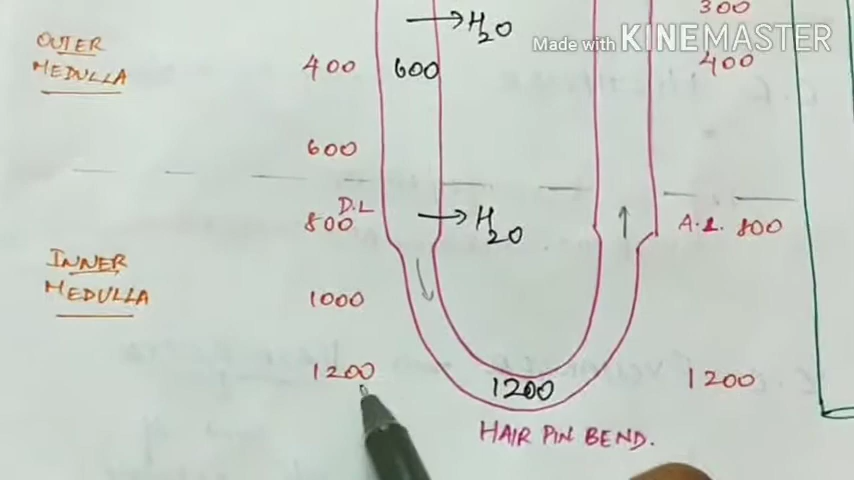 300
H2O
Made with KINEMASTER
OUTER
MEDULLA
400
600
400
600
D.L
800
H2O
A.L. 800
INNER
MEDULLA
1000
1200
1200
1200
HAIR PIN BEND.